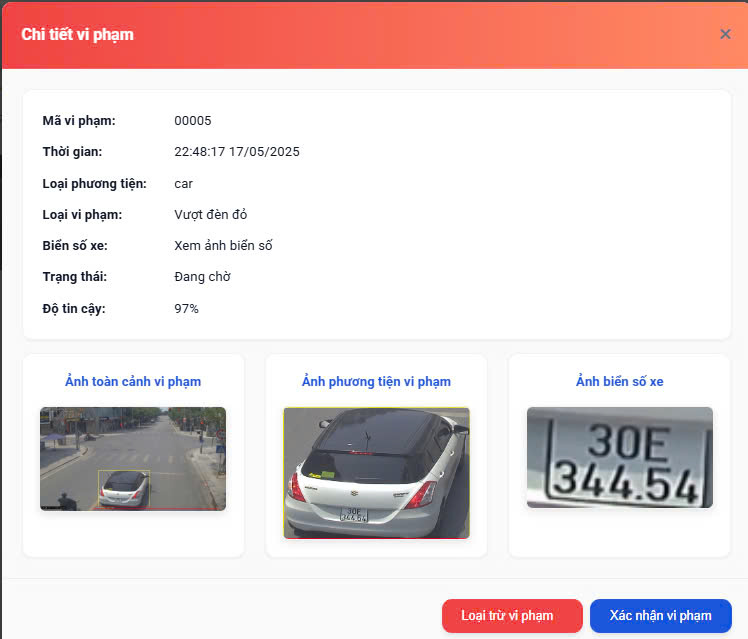 Chi tiết vi phạm
×
Mã vi phạm: 00005
Thời gian: 22:48:17 17/05/2025
Loại phương tiện: car
Loại vi phạm: Vượt đèn đỏ
Biển số xe: Xem ảnh biển số
Trạng thái: Đang chờ
Độ tin cậy: 97%
Ảnh toàn cảnh vi phạm
Ảnh phương tiện vi phạm
30E
344.54
Ảnh biển số xe
30E
344.54
Loại trừ vi phạm
Xác nhận vi phạm